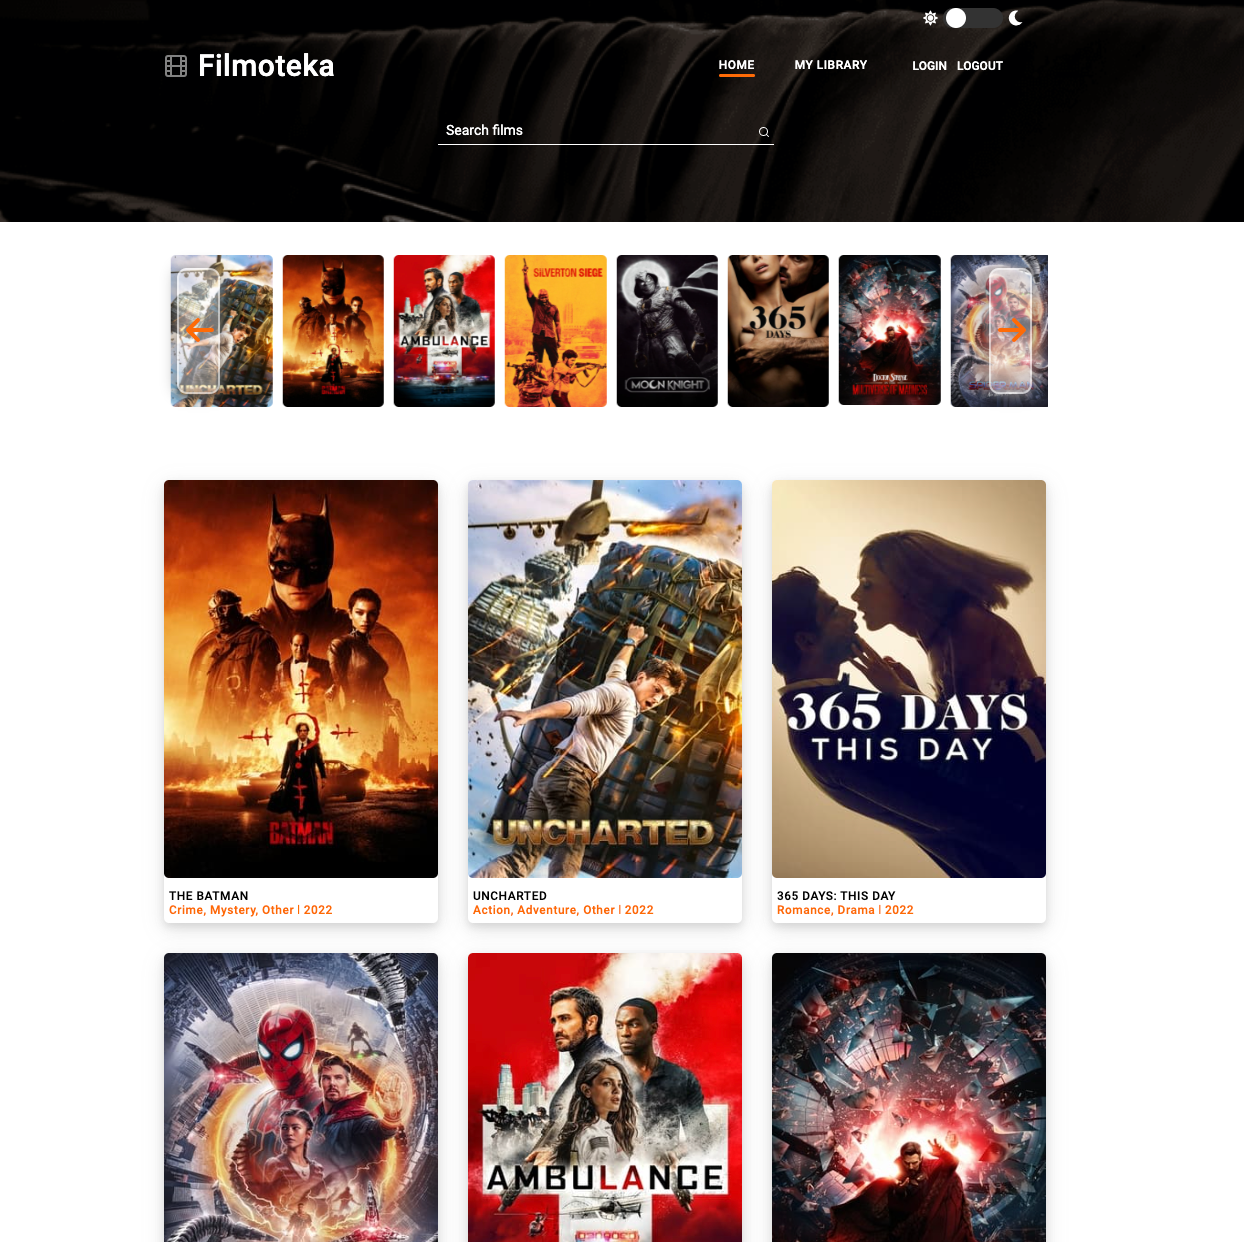 Filmoteka
HOME
MY LIBRARY
LOGIN
LOGOUT
Search films
UNCHARTED
AMBULANCE
SILVERTON SIEGE
MOON KNIGHT
365
DAYS
DOCTOR STRANGE
MULTIVERSE OF MADNESS
BATMAN
UNCHARTED
365 DAYS
THIS DAY
THE BATMAN
Crime, Mystery, Other | 2022
UNCHARTED
Action, Adventure, Other | 2022
365 DAYS: THIS DAY
Romance, Drama | 2022
AMBULANCE